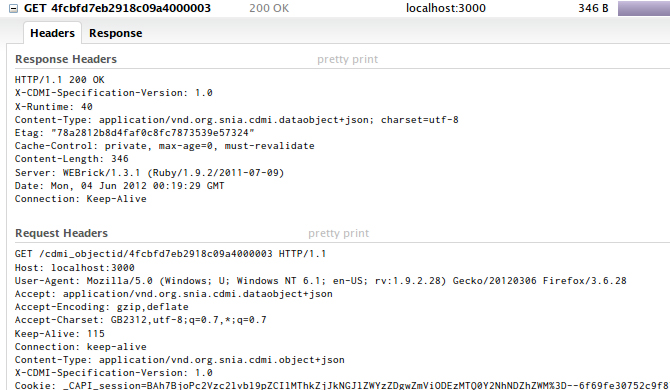 GET 4fcbfd7eb2918c09a4000003 200 OK localhost:3000 346 B
Headers Response
Response Headers pretty print
HTTP/1.1 200 OK
X-CDMI-Specification-Version: 1.0
X-Runtime: 40
Content-Type: application/vnd.org.snia.cdmi.dataobject+json; charset=utf-8
Etag: "78a2812b8d4faf0c8fc7873539e57324"
Cache-Control: private, max-age=0, must-revalidate
Content-Length: 346
Server: WEBrick/1.3.1 (Ruby/1.9.2/2011-07-09)
Date: Mon, 04 Jun 2012 00:19:29 GMT
Connection: Keep-Alive
Request Headers pretty print
GET /cdmi_objectid/4fcbfd7eb2918c09a4000003 HTTP/1.1
Host: localhost:3000
User-Agent: Mozilla/5.0 (Windows; U; Windows NT 6.1; en-US; rv:1.9.2.28) Gecko/20120306 Firefox/3.6.28
Accept: application/vnd.org.snia.cdmi.dataobject+json
Accept-Encoding: gzip,deflate
Accept-Charset: GB2312,utf-8;q=0.7,*;q=0.7
Keep-Alive: 115
Connection: keep-alive
Content-Type: application/vnd.org.snia.cdmi.object+json
X-CDMI-Specification-Version: 1.0
Cookie: